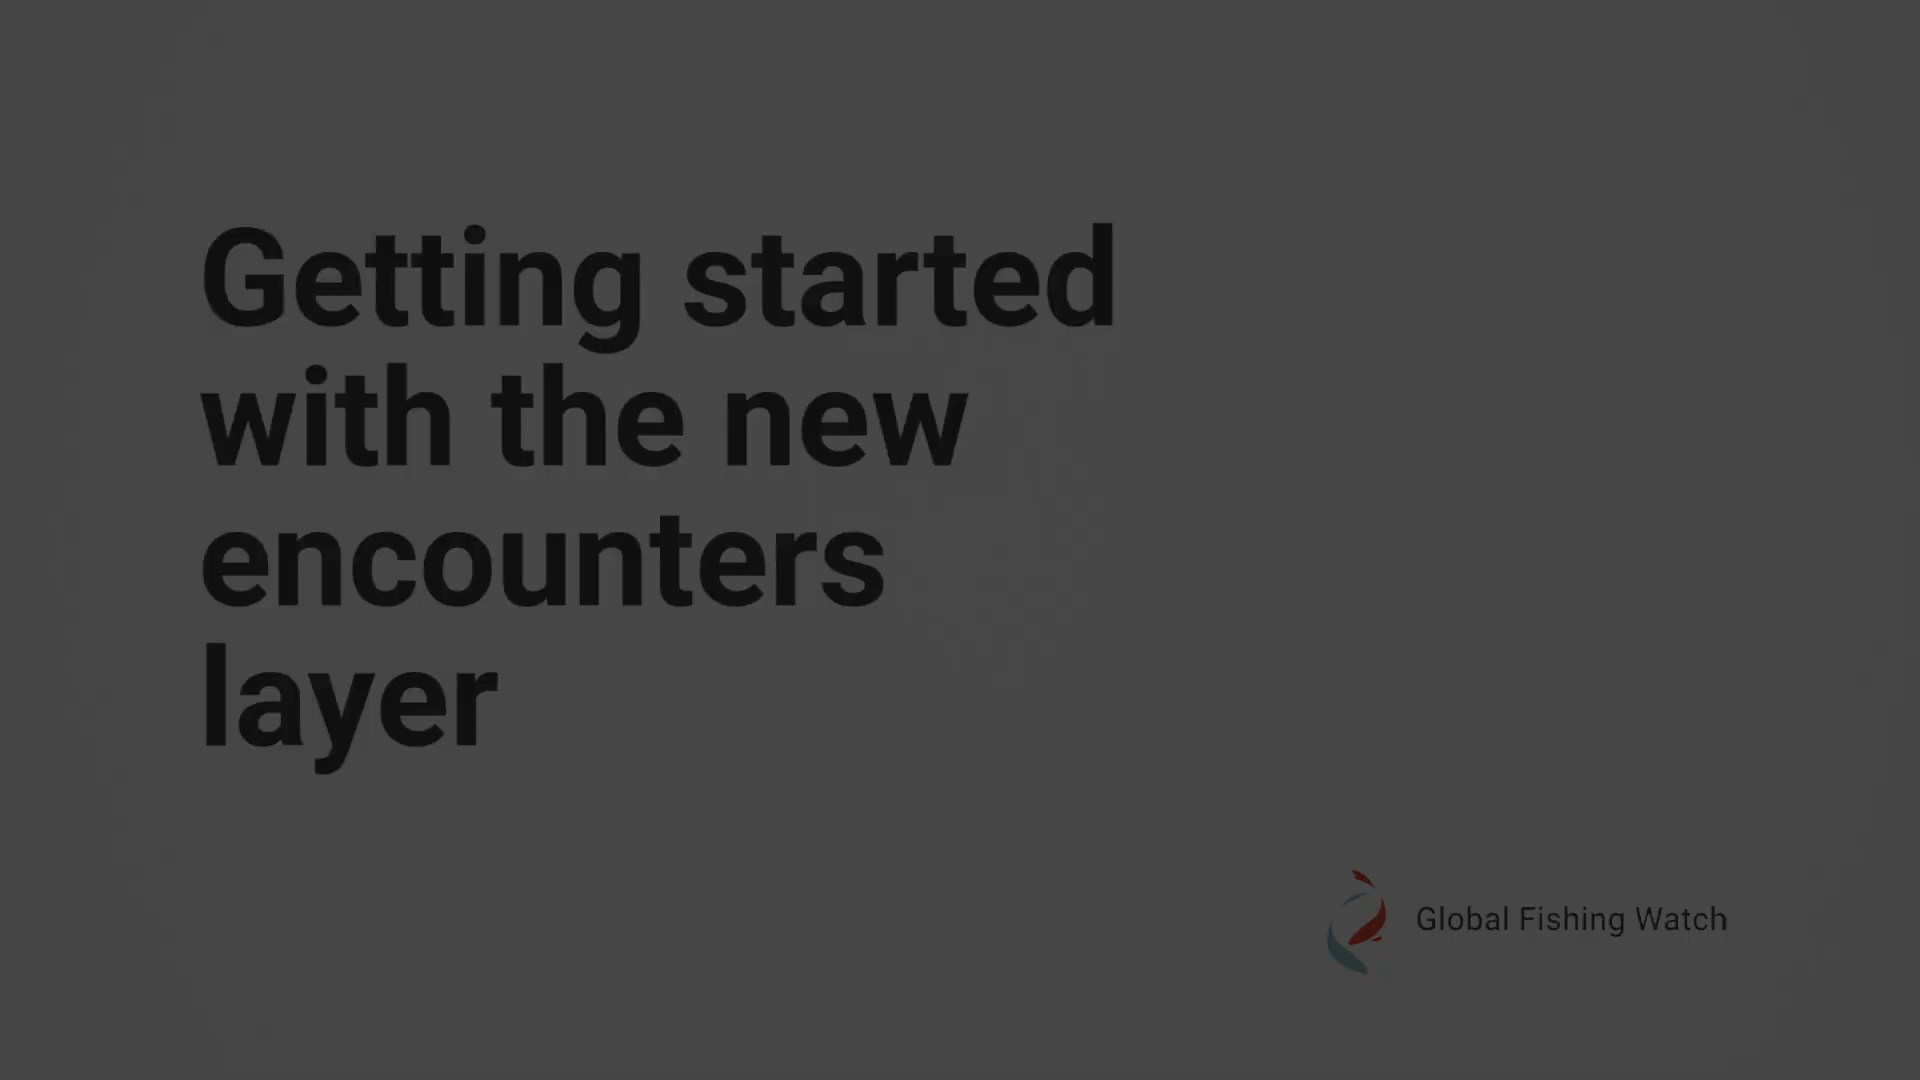 Getting started
with the new
encounters
layer
Global Fishing Watch